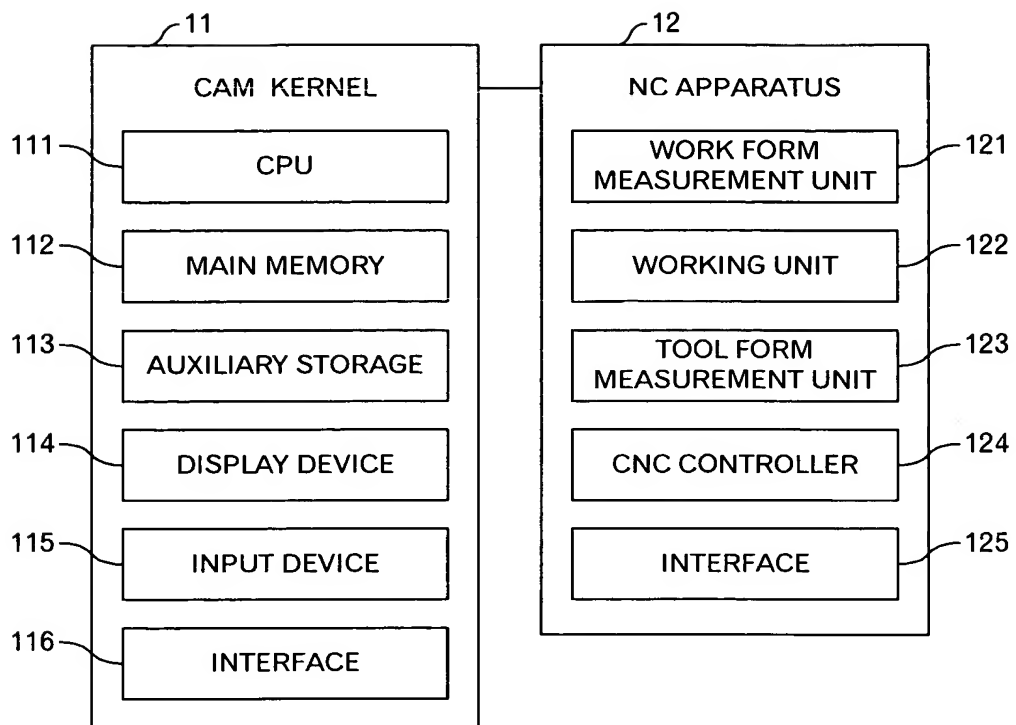 11
CAM KERNEL
111
CPU
112
MAIN MEMORY
113
AUXILIARY STORAGE
114
DISPLAY DEVICE
115
INPUT DEVICE
116
INTERFACE
12
NC APPARATUS
WORK FORM
MEASUREMENT UNIT
121
WORKING UNIT
122
TOOL FORM
MEASUREMENT UNIT
123
CNC CONTROLLER
124
INTERFACE
125